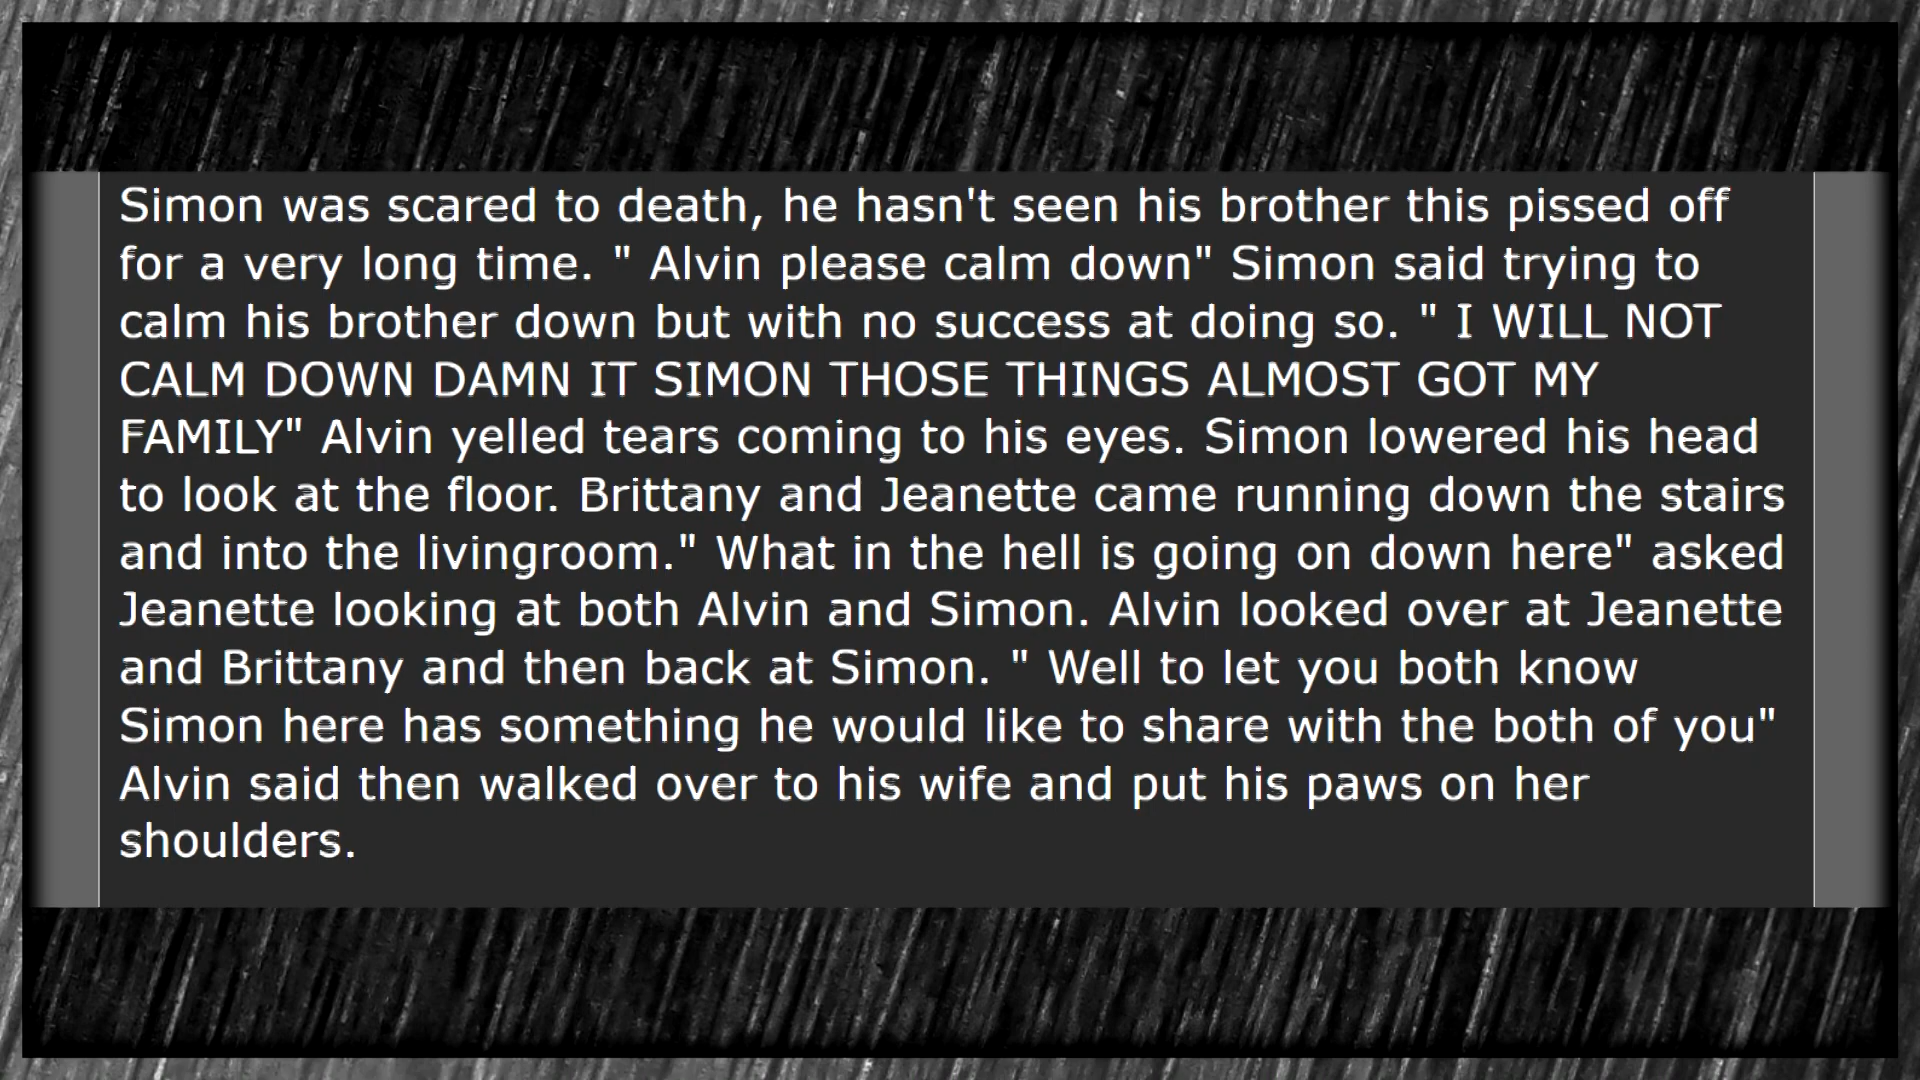 Simon was scared to death, he hasn't seen his brother this pissed off
for a very long time. " Alvin please calm down" Simon said trying to
calm his brother down but with no success at doing so. " I WILL NOT
CALM DOWN DAMN IT SIMON THOSE THINGS ALMOST GOT MY
FAMILY" Alvin yelled tears coming to his eyes. Simon lowered his head
to look at the floor. Brittany and Jeanette came running down the stairs
and into the livingroom." What in the hell is going on down here" asked
Jeanette looking at both Alvin and Simon. Alvin looked over at Jeanette
and Brittany and then back at Simon. " Well to let you both know
Simon here has something he would like to share with the both of you"
Alvin said then walked over to his wife and put his paws on her
shoulders.